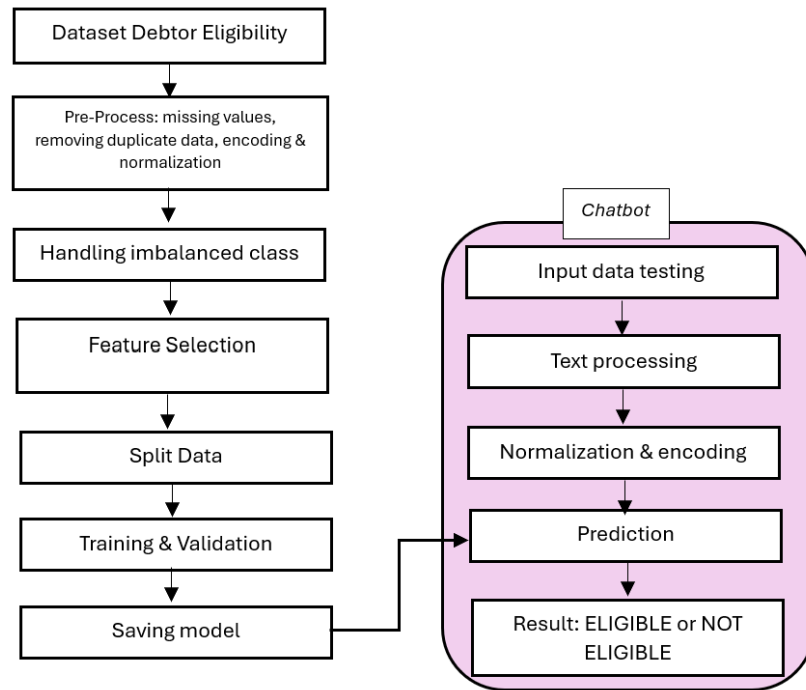 Dataset Debtor Eligibility
Pre-Process: missing values,
removing duplicate data, encoding &
normalization
Handling imbalanced class
Feature Selection
Split Data
Training & Validation
Saving model
Chatbot
Input data testing
Text processing
Normalization & encoding
Prediction
Result: ELIGIBLE or NOT
ELIGIBLE